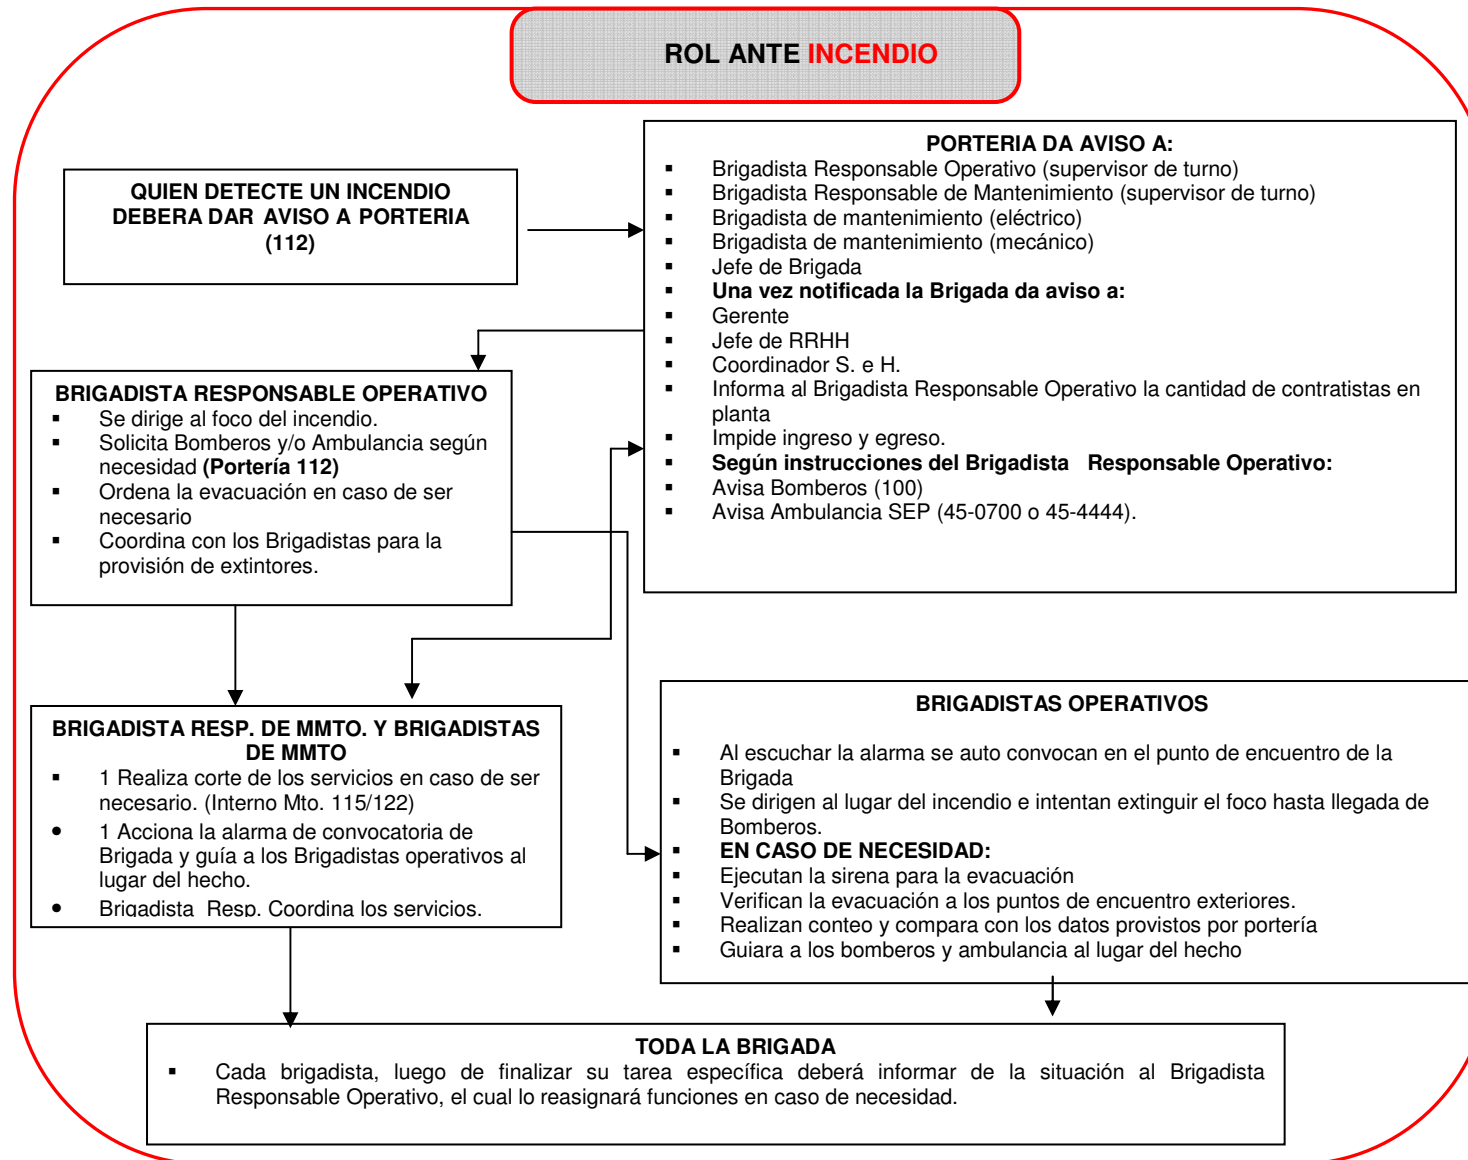 ROL ANTE INCENDIO
QUIEN DETECTE UN INCENDIO
DEBERA DAR AVISO A PORTERIA
(112)
PORTERIA DA AVISO A:
▪ Brigadista Responsable Operativo (supervisor de turno)
▪ Brigadista Responsable de Mantenimiento (supervisor de turno)
▪ Brigadista de mantenimiento (eléctrico)
▪ Brigadista de mantenimiento (mecánico)
▪ Jefe de Brigada
▪ Una vez notificada la Brigada da aviso a:
▪ Gerente
▪ Jefe de RRHH
▪ Coordinador S. e H.
▪ Informa al Brigadista Responsable Operativo la cantidad de contratistas en
planta
▪ Impide ingreso y egreso.
▪ Según instrucciones del Brigadista Responsable Operativo:
▪ Avisa Bomberos (100)
▪ Avisa Ambulancia SEP (45-0700 o 45-4444).
BRIGADISTA RESPONSABLE OPERATIVO
▪ Se dirige al foco del incendio.
▪ Solicita Bomberos y/o Ambulancia según
necesidad (Portería 112)
▪ Ordena la evacuación en caso de ser
necesario
▪ Coordina con los Brigadistas para la
provisión de extintores.
BRIGADISTA RESP. DE MMTO. Y BRIGADISTAS
DE MMTO
▪ 1 Realiza corte de los servicios en caso de ser
necesario. (Interno Mto. 115/122)
• 1 Acciona la alarma de convocatoria de
Brigada y guía a los Brigadistas operativos al
lugar del hecho.
• Brigadista Resp. Coordina los servicios.
BRIGADISTAS OPERATIVOS
▪ Al escuchar la alarma se auto convocan en el punto de encuentro de la
Brigada
▪ Se dirigen al lugar del incendio e intentan extinguir el foco hasta llegada de
Bomberos.
▪ EN CASO DE NECESIDAD:
▪ Ejecutan la sirena para la evacuación
▪ Verifican la evacuación a los puntos de encuentro exteriores.
▪ Realizan conteo y compara con los datos provistos por portería
▪ Guiara a los bomberos y ambulancia al lugar del hecho
TODA LA BRIGADA
▪ Cada brigadista, luego de finalizar su tarea específica deberá informar de la situación al Brigadista
Responsable Operativo, el cual lo reasignará funciones en caso de necesidad.